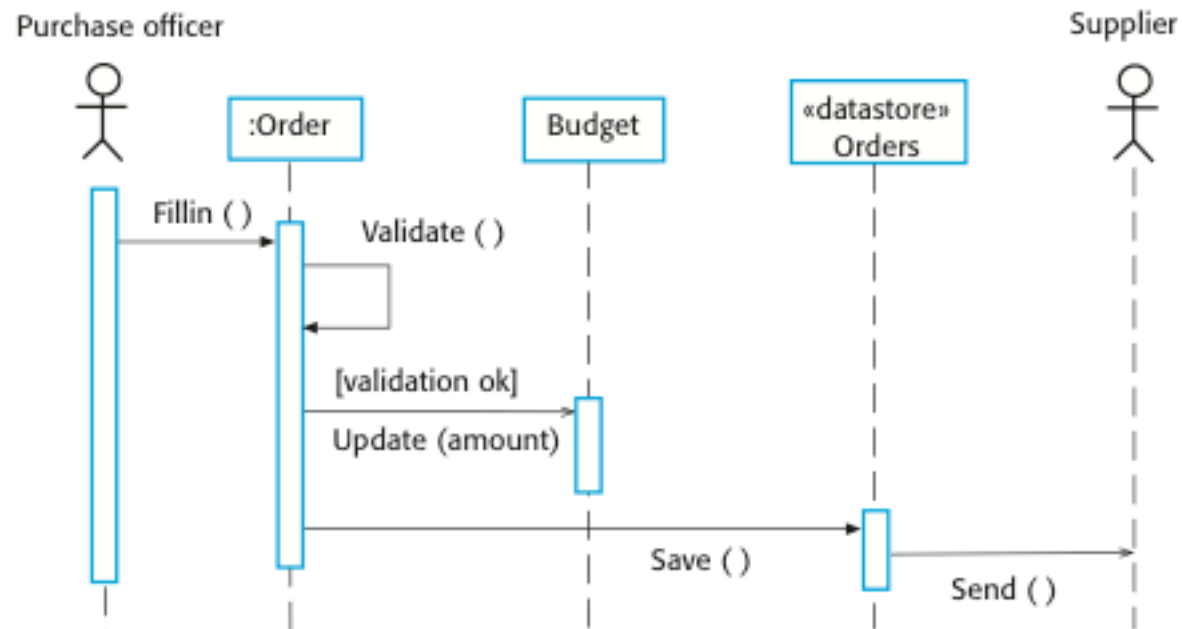 Purchase officer
Supplier
:Order
Budget
«datastore»
Orders
Fillin ( )
Validate ( )
[validation ok]
Update (amount)
Save ( )
Send ( )